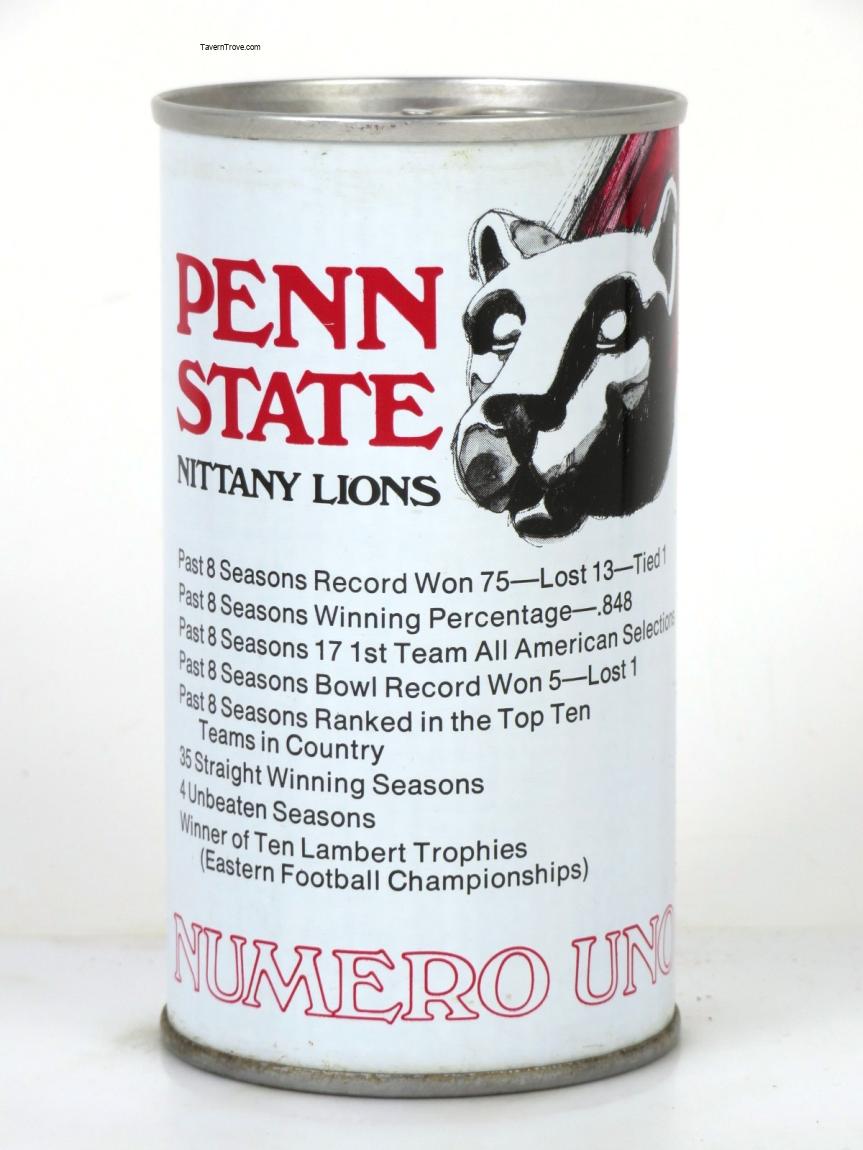 TavernTrove.com
PENN
STATE
NITTANY LIONS
Past 8 Seasons Record Won 75—Lost 13—Tied 1
Past 8 Seasons Winning Percentage—.848
Past 8 Seasons 17 1st Team All American Selections
Past 8 Seasons Bowl Record Won 5—Lost 1
Past 8 Seasons Ranked in the Top Ten
Teams in Country
35 Straight Winning Seasons
4 Unbeaten Seasons
Winner of Ten Lambert Trophies
(Eastern Football Championships)
NUMERO UNO